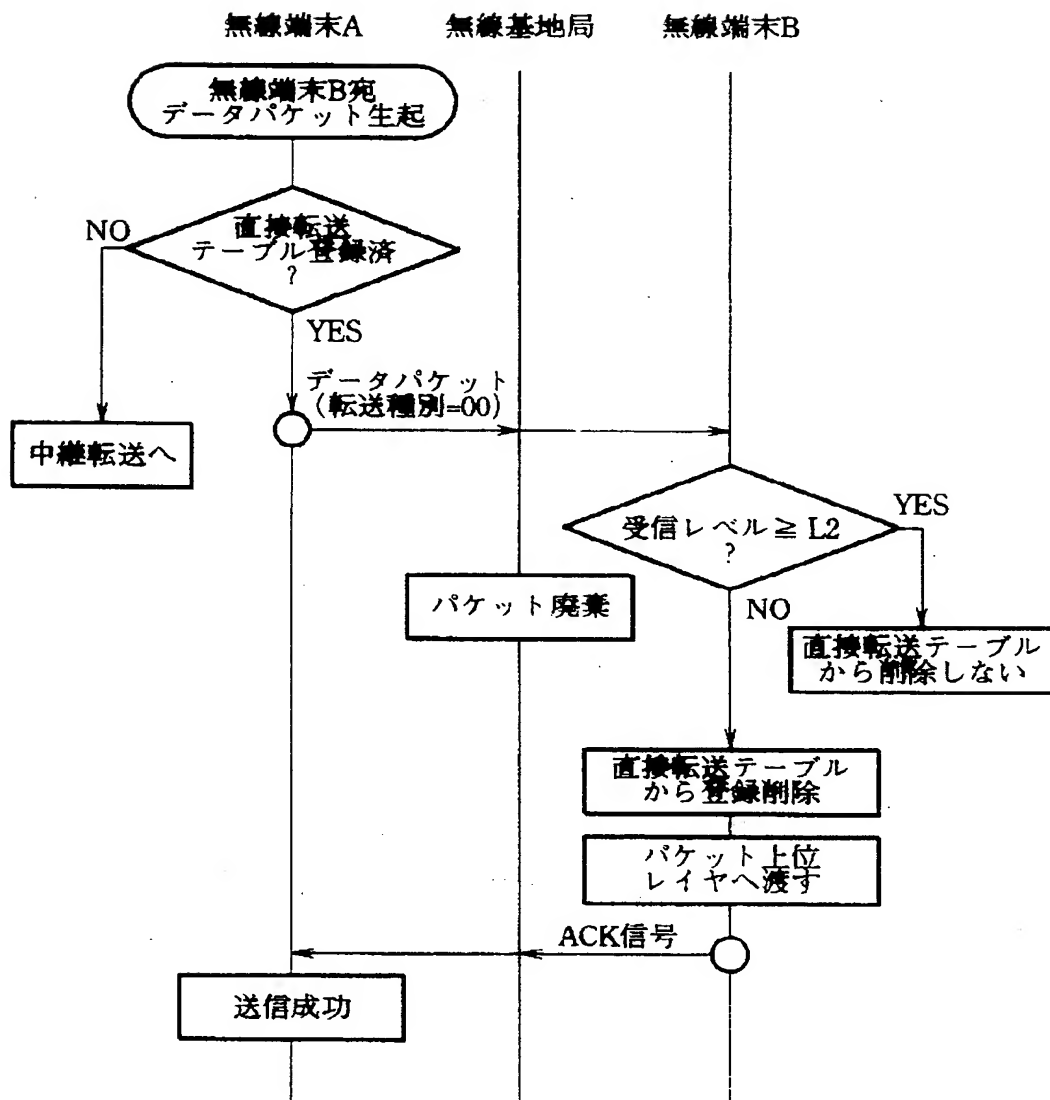 無線端末A 無線基地局 無線端末B
無線端末B宛
データパケット生起
直接転送
テーブル登録済
?
NO
YES
データパケット
(転送種別=00)
中継転送へ
受信レベル≧L2
?
YES
NO
パケット廃棄
直接転送テーブル
から削除しない
直接転送テーブル
から登録削除
パケット上位
レイヤへ渡す
ACK信号
送信成功